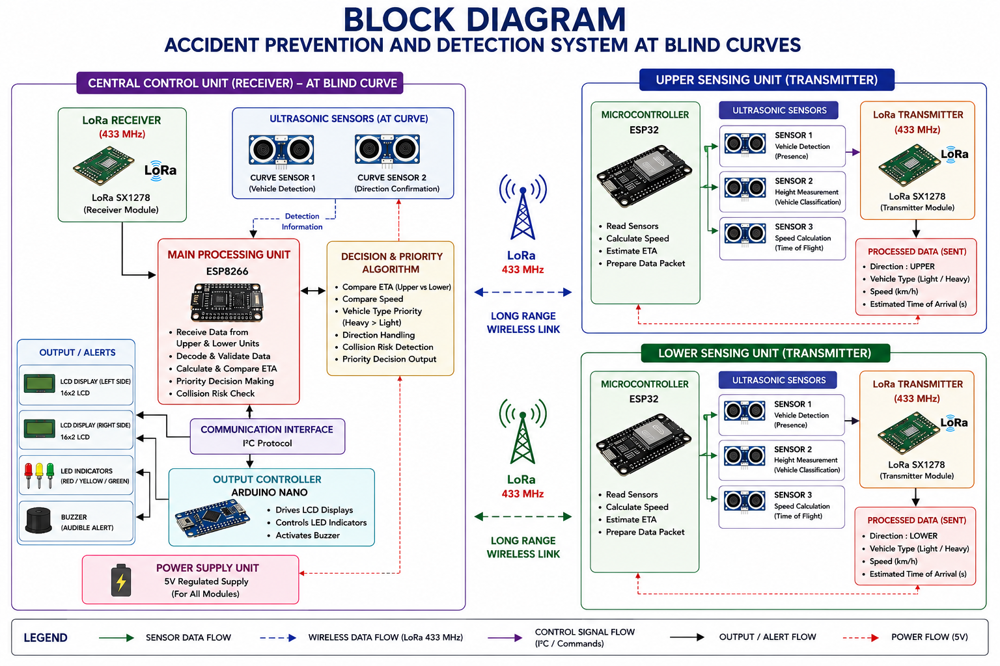 BLOCK DIAGRAM
ACCIDENT PREVENTION AND DETECTION SYSTEM AT BLIND CURVES
CENTRAL CONTROL UNIT (RECEIVER) – AT BLIND CURVE
LoRa RECEIVER
(433 MHz)
LoRa
LoRa SX1278
(Receiver Module)
ULTRASONIC SENSORS (AT CURVE)
CURVE SENSOR 1
(Vehicle Detection)
CURVE SENSOR 2
(Direction Confirmation)
Detection
Information
MAIN PROCESSING UNIT
ESP8266
• Receive Data from
Upper & Lower Units
• Decode & Validate Data
• Calculate & Compare ETA
• Priority Decision Making
• Collision Risk Check
DECISION & PRIORITY
ALGORITHM
• Compare ETA (Upper vs Lower)
• Compare Speed
• Vehicle Type Priority
(Heavy > Light)
• Direction Handling
• Collision Risk Detection
• Priority Decision Output
OUTPUT / ALERTS
LCD DISPLAY (LEFT SIDE)
16x2 LCD
LCD DISPLAY (RIGHT SIDE)
16x2 LCD
LED INDICATORS
(RED / YELLOW / GREEN)
BUZZER
(AUDIBLE ALERT)
COMMUNICATION INTERFACE
I²C Protocol
OUTPUT CONTROLLER
ARDUINO NANO
• Drives LCD Displays
• Controls LED Indicators
• Activates Buzzer
POWER SUPPLY UNIT
5V Regulated Supply
(For All Modules)
LoRa
433 MHz
LONG RANGE
WIRELESS LINK
LoRa
433 MHz
LONG RANGE
WIRELESS LINK
UPPER SENSING UNIT (TRANSMITTER)
MICROCONTROLLER
ESP32
• Read Sensors
• Calculate Speed
• Estimate ETA
• Prepare Data Packet
ULTRASONIC SENSORS
SENSOR 1
Vehicle Detection
(Presence)
SENSOR 2
Height Measurement
(Vehicle Classification)
SENSOR 3
Speed Calculation
(Time of Flight)
LoRa TRANSMITTER
(433 MHz)
LoRa
LoRa SX1278
(Transmitter Module)
PROCESSED DATA (SENT)
• Direction : UPPER
• Vehicle Type (Light / Heavy)
• Speed (km/h)
• Estimated Time of Arrival (s)
LOWER SENSING UNIT (TRANSMITTER)
MICROCONTROLLER
ESP32
• Read Sensors
• Calculate Speed
• Estimate ETA
• Prepare Data Packet
ULTRASONIC SENSORS
SENSOR 1
Vehicle Detection
(Presence)
SENSOR 2
Height Measurement
(Vehicle Classification)
SENSOR 3
Speed Calculation
(Time of Flight)
LoRa TRANSMITTER
(433 MHz)
LoRa
LoRa SX1278
(Transmitter Module)
PROCESSED DATA (SENT)
• Direction : LOWER
• Vehicle Type (Light / Heavy)
• Speed (km/h)
• Estimated Time of Arrival (s)
LEGEND
SENSOR DATA FLOW
WIRELESS DATA FLOW (LoRa 433 MHz)
CONTROL SIGNAL FLOW
(I²C / Commands)
OUTPUT / ALERT FLOW
POWER FLOW (5V)